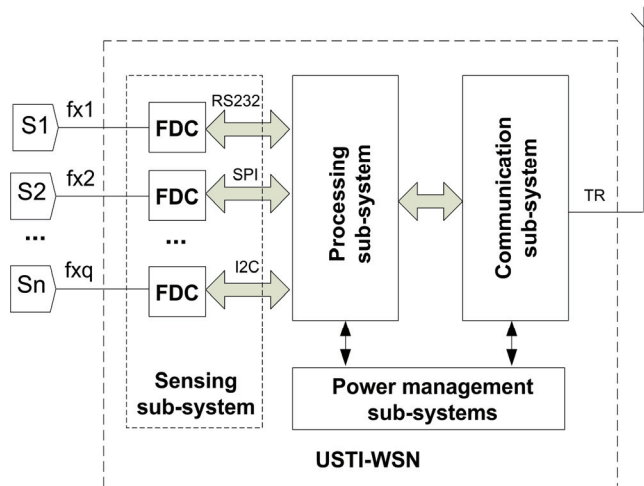 S1
fx1
FDC
RS232
S2
fx2
FDC
SPI
...
...
Sn
fxq
FDC
I2C
Sensing
sub-system
Processing
sub-system
Communication
sub-system
TR
Power management
sub-systems
USTI-WSN